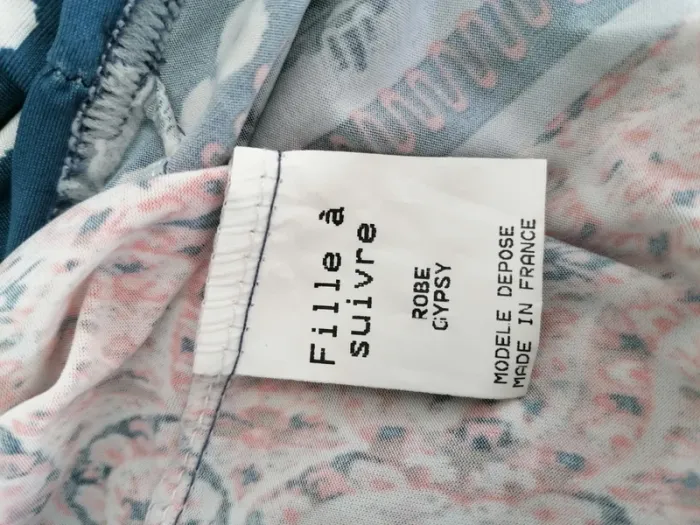 Fille à
suivre
ROBE
GYPSY
MODELE DEPOSE
MADE IN FRANCE